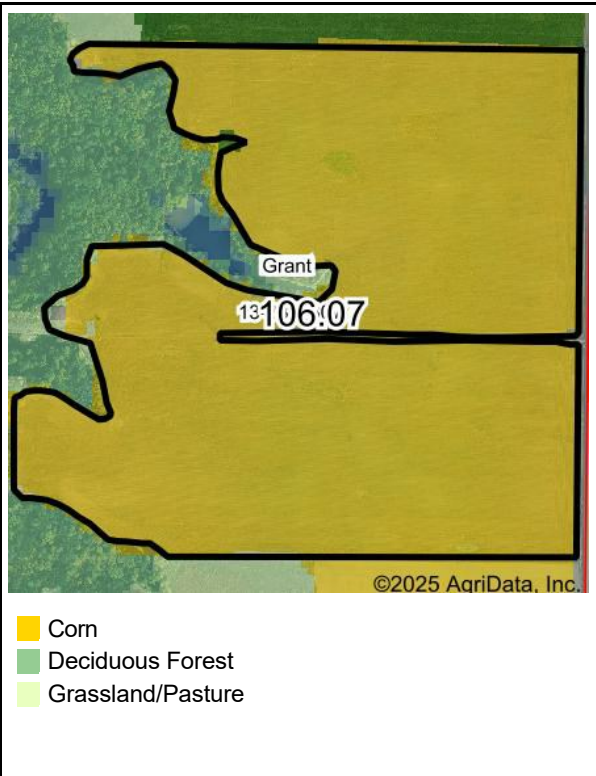 Grant
106.07
©2025 AgriData, Inc.
Corn
Deciduous Forest
Grassland/Pasture